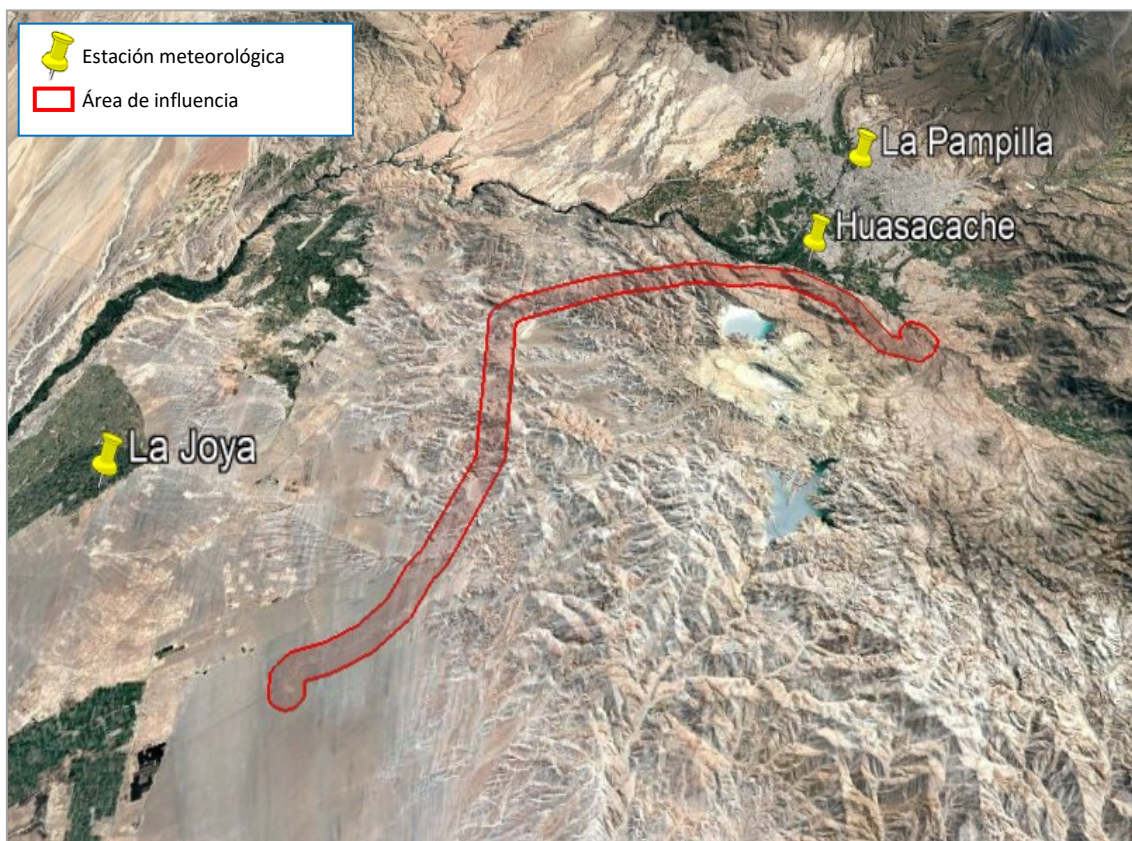 Estación meteorológica
Área de influencia
La Pampilla
Huasacache
La Joya